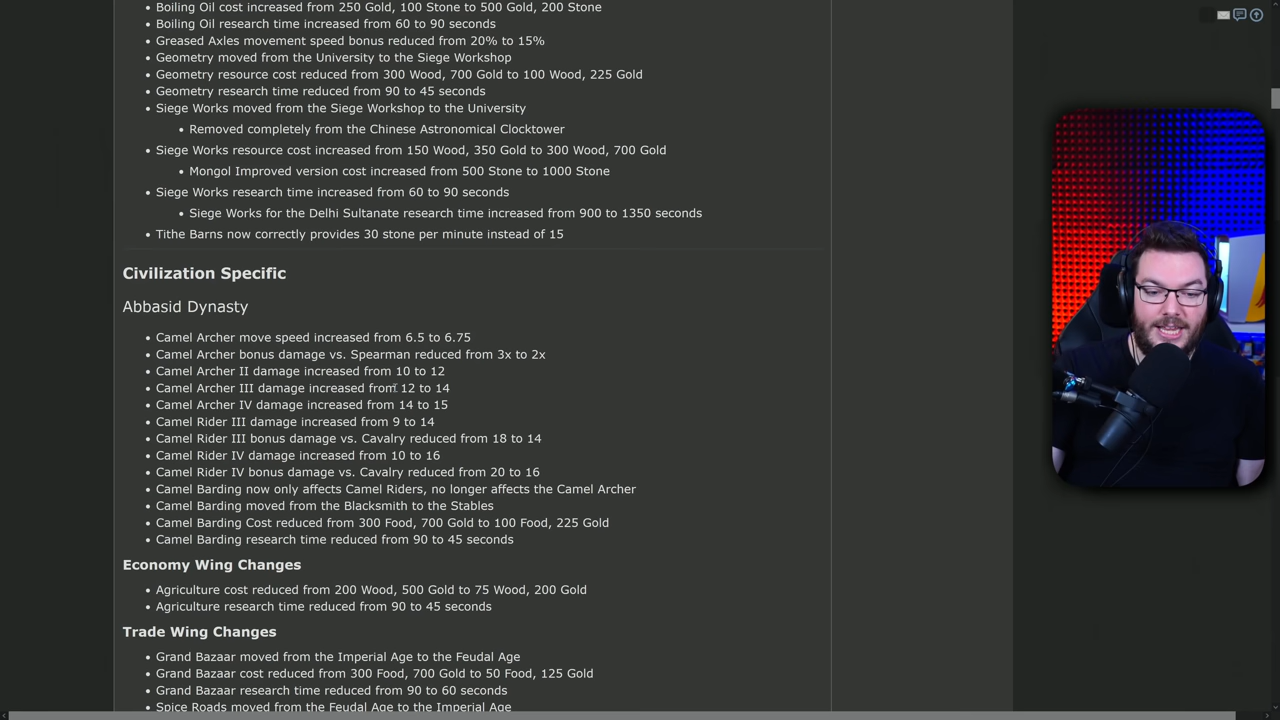 Boiling Oil cost increased from 250 Gold, 100 Stone to 500 Gold, 200 Stone
Boiling Oil research time increased from 60 to 90 seconds
Greased Axles movement speed bonus reduced from 20% to 15%
Geometry moved from the University to the Siege Workshop
Geometry resource cost reduced from 300 Wood, 700 Gold to 100 Wood, 225 Gold
Geometry research time reduced from 90 to 45 seconds
Siege Works moved from the Siege Workshop to the University
Removed completely from the Chinese Astronomical Clocktower
Siege Works resource cost increased from 150 Wood, 350 Gold to 300 Wood, 700 Gold
Mongol Improved version cost increased from 500 Stone to 1000 Stone
Siege Works research time increased from 60 to 90 seconds
Siege Works for the Delhi Sultanate research time increased from 900 to 1350 seconds
Tithe Barns now correctly provides 30 stone per minute instead of 15
Civilization Specific
Abbasid Dynasty
Camel Archer move speed increased from 6.5 to 6.75
Camel Archer bonus damage vs. Spearman reduced from 3x to 2x
Camel Archer II damage increased from 10 to 12
Camel Archer III damage increased from 12 to 14
Camel Archer IV damage increased from 14 to 15
Camel Rider III damage increased from 9 to 14
Camel Rider III bonus damage vs. Cavalry reduced from 18 to 14
Camel Rider IV damage increased from 10 to 16
Camel Rider IV bonus damage vs. Cavalry reduced from 20 to 16
Camel Barding now only affects Camel Riders, no longer affects the Camel Archer
Camel Barding moved from the Blacksmith to the Stables
Camel Barding Cost reduced from 300 Food, 700 Gold to 100 Food, 225 Gold
Camel Barding research time reduced from 90 to 45 seconds
Economy Wing Changes
Agriculture cost reduced from 200 Wood, 500 Gold to 75 Wood, 200 Gold
Agriculture research time reduced from 90 to 45 seconds
Trade Wing Changes
Grand Bazaar moved from the Imperial Age to the Feudal Age
Grand Bazaar cost reduced from 300 Food, 700 Gold to 50 Food, 125 Gold
Grand Bazaar research time reduced from 90 to 60 seconds
Spice Roads moved from the Feudal Age to the Imperial Age